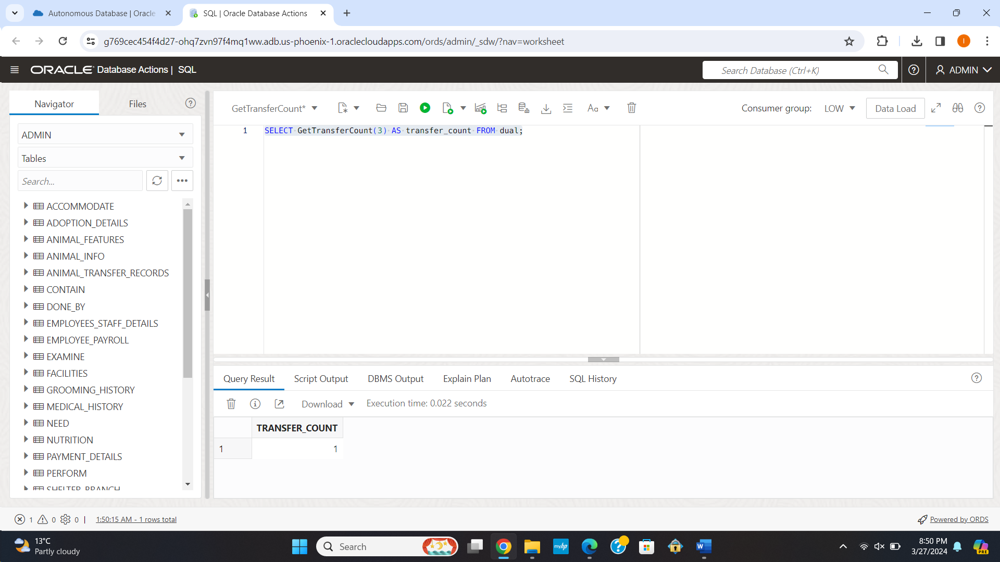 Autonomous Database | Oracle
SQL | Oracle Database Actions
g769cec454f4d27-ohq7zvn97f4mq1ww.adb.us-phoenix-1.oraclecloudapps.com/ords/admin/_sdw/?nav=worksheet
I
ORACLE Database Actions | SQL
Search Database (Ctrl+K)
ADMIN
Navigator
Files
GetTransferCount*
Aa
Consumer group:
LOW
Data Load
1 SELECT GetTransferCount(3) AS transfer_count FROM dual;
ADMIN
Tables
Search...
ACCOMMODATE
ADOPTION_DETAILS
ANIMAL_FEATURES
ANIMAL_INFO
ANIMAL_TRANSFER_RECORDS
CONTAIN
DONE_BY
EMPLOYEES_STAFF_DETAILS
EMPLOYEE_PAYROLL
EXAMINE
FACILITIES
GROOMING_HISTORY
MEDICAL_HISTORY
NEED
NUTRITION
PAYMENT_DETAILS
PERFORM
SHELTER_BRANCH
Query Result
Script Output
DBMS Output
Explain Plan
Autotrace
SQL History
Download
Execution time: 0.022 seconds
TRANSFER_COUNT
1 1
1 0 0 | 1:50:15 AM - 1 rows total
Powered by ORDS
13°C
Partly cloudy
Search
myhp
W
8:50 PM
3/27/2024
PRE